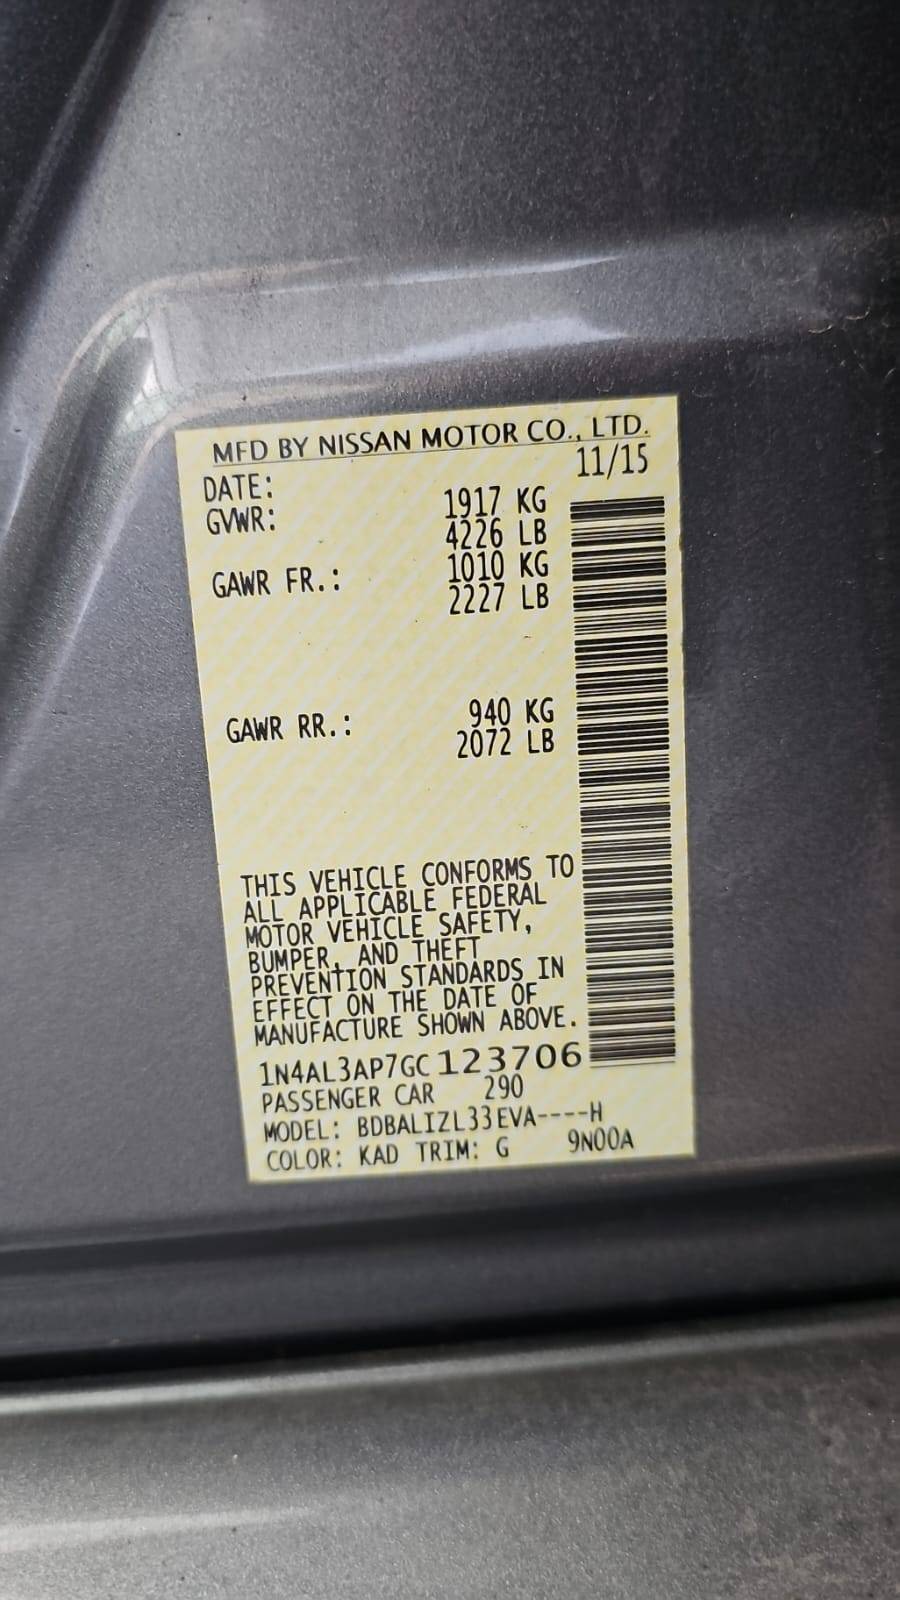 MFD BY NISSAN MOTOR CO., LTD.
DATE: 11/15
GVWR: 1917 KG
4226 LB
GAWR FR.: 1010 KG
2227 LB
GAWR RR.: 940 KG
2072 LB
THIS VEHICLE CONFORMS TO
ALL APPLICABLE FEDERAL
MOTOR VEHICLE SAFETY,
BUMPER, AND THEFT
PREVENTION STANDARDS IN
EFFECT ON THE DATE OF
MANUFACTURE SHOWN ABOVE.
1N4AL3AP7GC123706
PASSENGER CAR 290
MODEL: BDBALIZL33EVA----H
COLOR: KAD TRIM: G 9N00A